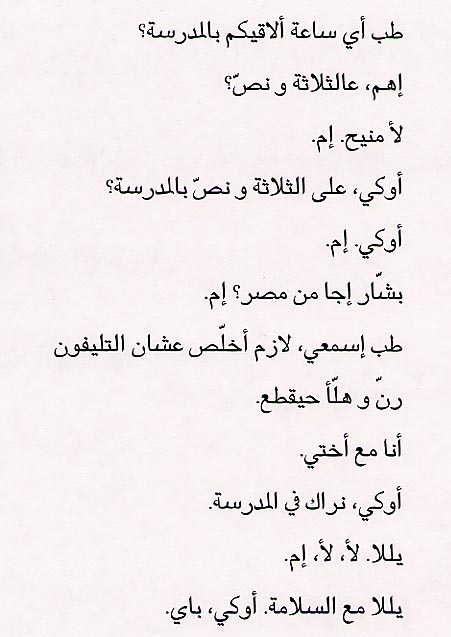 طب أي ساعة ألاقيكم بالمدرسة؟
إهم، عالثلاثة و نصّ؟
لأ منيح. إم.
أوكي، على الثلاثة و نصّ بالمدرسة؟
أوكي. إم.
بشّار إجا من مصر؟ إم.
طب إسمعي، لازم أخلّص عشان التليفون
رنّ و هلّأ حيقطع.
أنا مع أختي.
أوكي، نراك في المدرسة.
يللا. لأ، لأ، إم.
يللا مع السلامة. أوكي، باي.